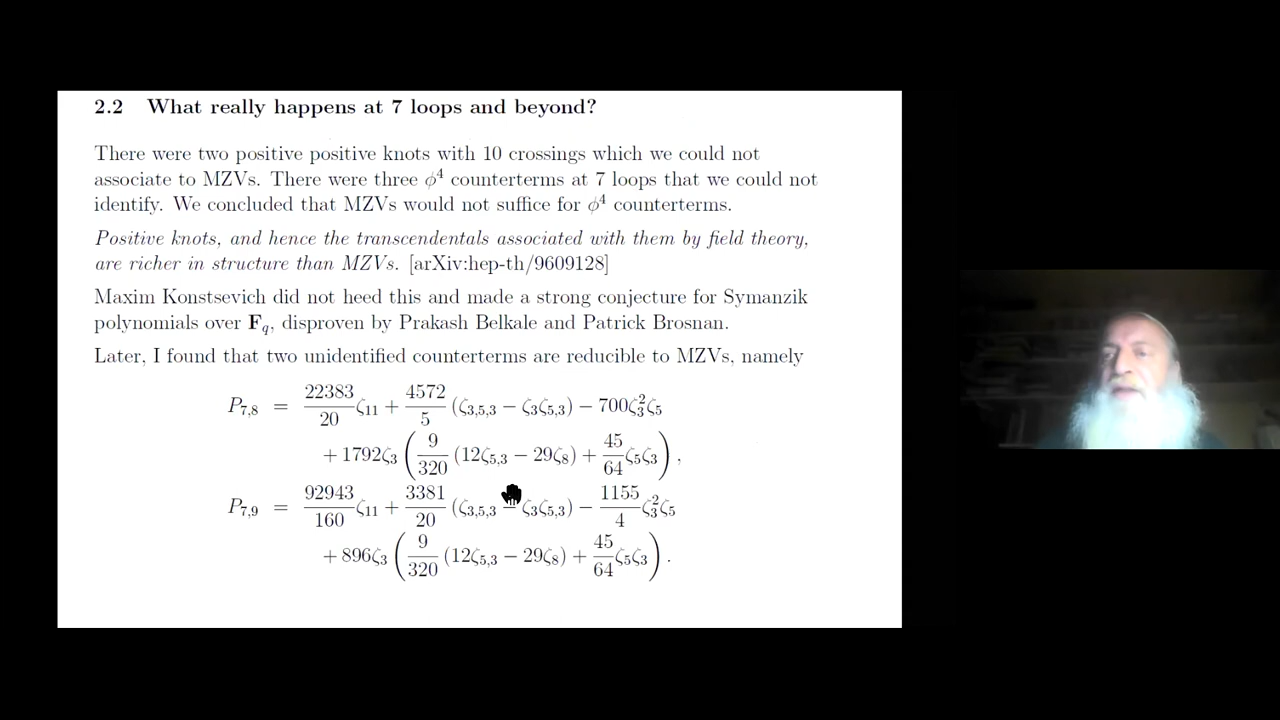 2.2 What really happens at 7 loops and beyond?
There were two positive positive knots with 10 crossings which we could not
associate to MZVs. There were three ϕ⁴ counterterms at 7 loops that we could not
identify. We concluded that MZVs would not suffice for ϕ⁴ counterterms.
Positive knots, and hence the transcendentals associated with them by field theory,
are richer in structure than MZVs. [arXiv:hep-th/9609128]
Maxim Konstsevich did not heed this and made a strong conjecture for Symanzik
polynomials over F_q, disproven by Prakash Belkale and Patrick Brosnan.
Later, I found that two unidentified counterterms are reducible to MZVs, namely
P_{7,8} = 22383/20 ζ_{11} + 4572/5 (ζ_{3,5,3} − ζ_3ζ_{5,3}) − 700ζ_3^2ζ_5
+ 1792ζ_3 (9/320 (12ζ_{5,3} − 29ζ_8) + 45/64 ζ_5ζ_3) ,
P_{7,9} = 92943/160 ζ_{11} + 3381/20 (ζ_{3,5,3} − ζ_3ζ_{5,3}) − 1155/4 ζ_3^2ζ_5
+ 896ζ_3 (9/320 (12ζ_{5,3} − 29ζ_8) + 45/64 ζ_5ζ_3) .